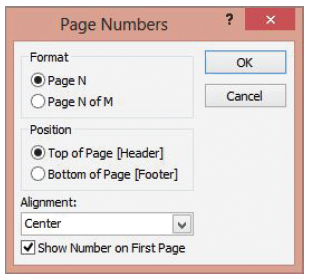 Page Numbers
? ×
Format
Page N
Page N of M
OK
Cancel
Position
Top of Page [Header]
Bottom of Page [Footer]
Alignment:
Center
Show Number on First Page